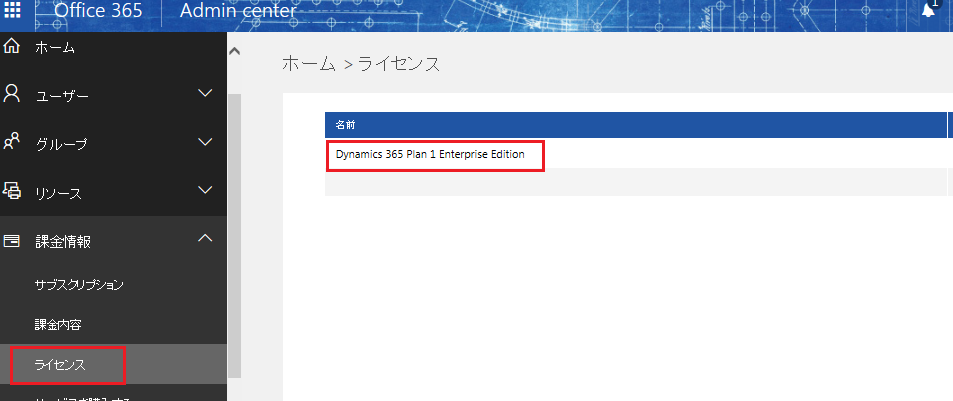 Office 365 Admin center
1
ホーム
ユーザー
グループ
リソース
課金情報
サブスクリプション
課金内容
ライセンス
ホーム >ライセンス
名前
Dynamics 365 Plan 1 Enterprise Edition